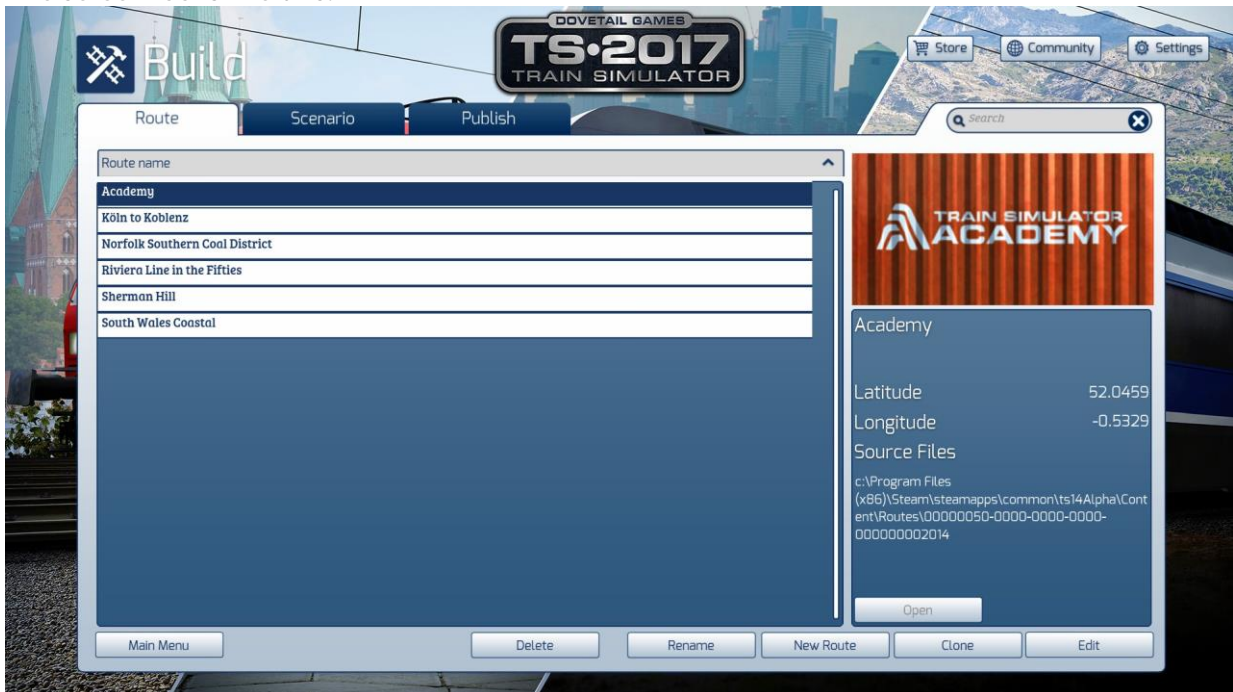 Build
DOVETAIL GAMES
TS•2017
TRAIN SIMULATOR
Store
Community
Settings
Route
Scenario
Publish
Search
Route name
Academy
Köln to Koblenz
Norfolk Southern Coal District
Riviera Line in the Fifties
Sherman Hill
South Wales Coastal
TRAIN SIMULATOR
ACADEMY
Academy
Latitude 52.0459
Longitude -0.5329
Source Files
c:\Program Files
(x86)\Steam\steamapps\common\ts14Alpha\Cont
ent\Routes\00000050-0000-0000-0000-
000000002014
Open
Main Menu
Delete
Rename
New Route
Clone
Edit